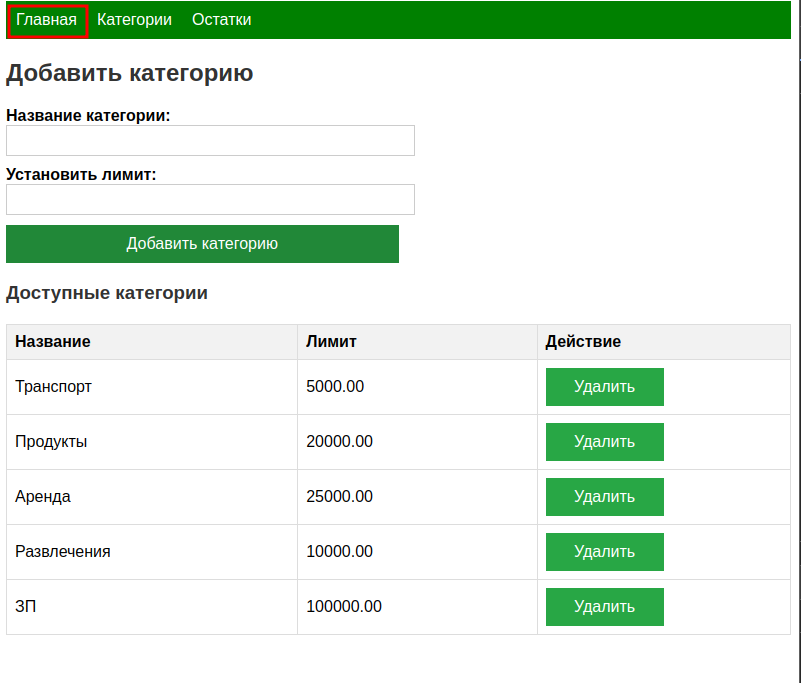 Главная Категории Остатки
Добавить категорию
Название категории:
Установить лимит:
Добавить категорию
Доступные категории
Название Лимит Действие
Транспорт 5000.00 Удалить
Продукты 20000.00 Удалить
Аренда 25000.00 Удалить
Развлечения 10000.00 Удалить
ЗП 100000.00 Удалить